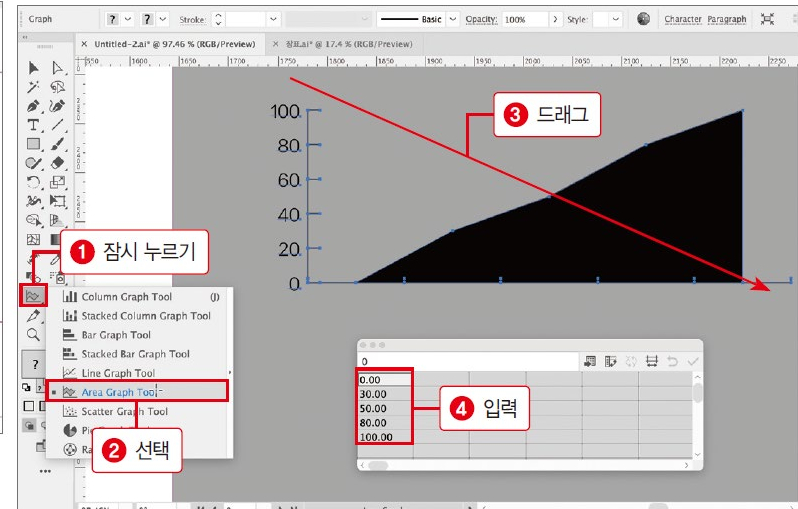 Graph ? ? Stroke: Basic Opacity: 100% Style: Character Paragraph
× Untitled-2.ai* @ 97.46 % (RGB/Preview) × 장표.ai* @ 17.4 % (RGB/Preview)
1600 1650 1700 1750 1800 1850 1900 1950 2000 2050 2100 2150 2200 2250
100
80
60
40
20
0
③ 드래그
① 잠시 누르기
Column Graph Tool (J)
Stacked Column Graph Tool
Bar Graph Tool
Stacked Bar Graph Tool
Line Graph Tool
Area Graph Tool
Scatter Graph Tool
② 선택
?
0
0.00
30.00
50.00
80.00
100.00
④ 입력